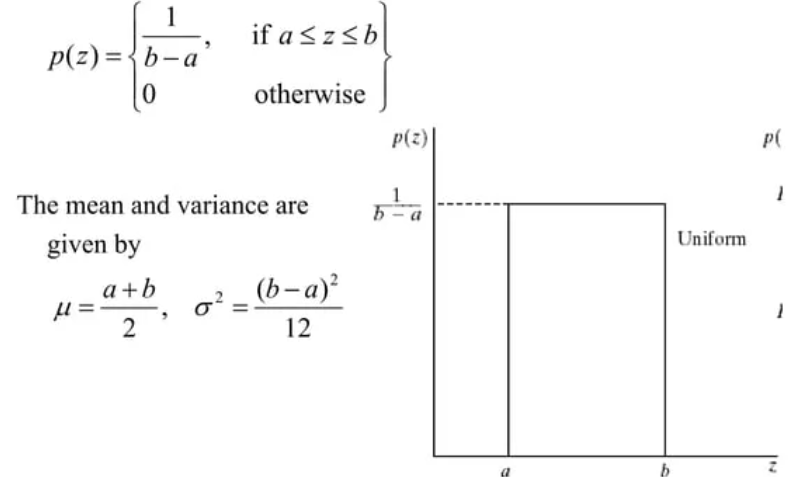 p(z) = { 1/(b − a), if a ≤ z ≤ b
0 otherwise }
The mean and variance are
given by
μ = (a + b)/2, σ² = (b − a)²/12
p(z)
1/(b − a)
Uniform
a b z
p(